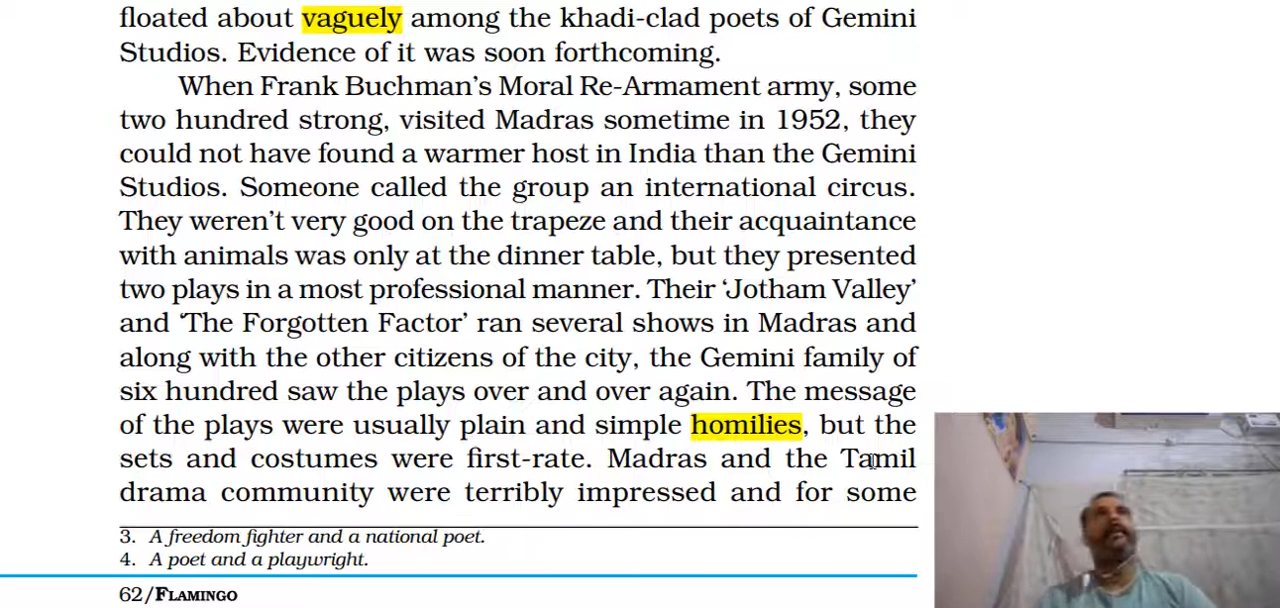 floated about vaguely among the khadi-clad poets of Gemini
Studios. Evidence of it was soon forthcoming.
When Frank Buchman's Moral Re-Armament army, some
two hundred strong, visited Madras sometime in 1952, they
could not have found a warmer host in India than the Gemini
Studios. Someone called the group an international circus.
They weren't very good on the trapeze and their acquaintance
with animals was only at the dinner table, but they presented
two plays in a most professional manner. Their ‘Jotham Valley’
and ‘The Forgotten Factor’ ran several shows in Madras and
along with the other citizens of the city, the Gemini family of
six hundred saw the plays over and over again. The message
of the plays were usually plain and simple homilies, but the
sets and costumes were first-rate. Madras and the Tamil
drama community were terribly impressed and for some
3. A freedom fighter and a national poet.
4. A poet and a playwright.
62/FLAMINGO